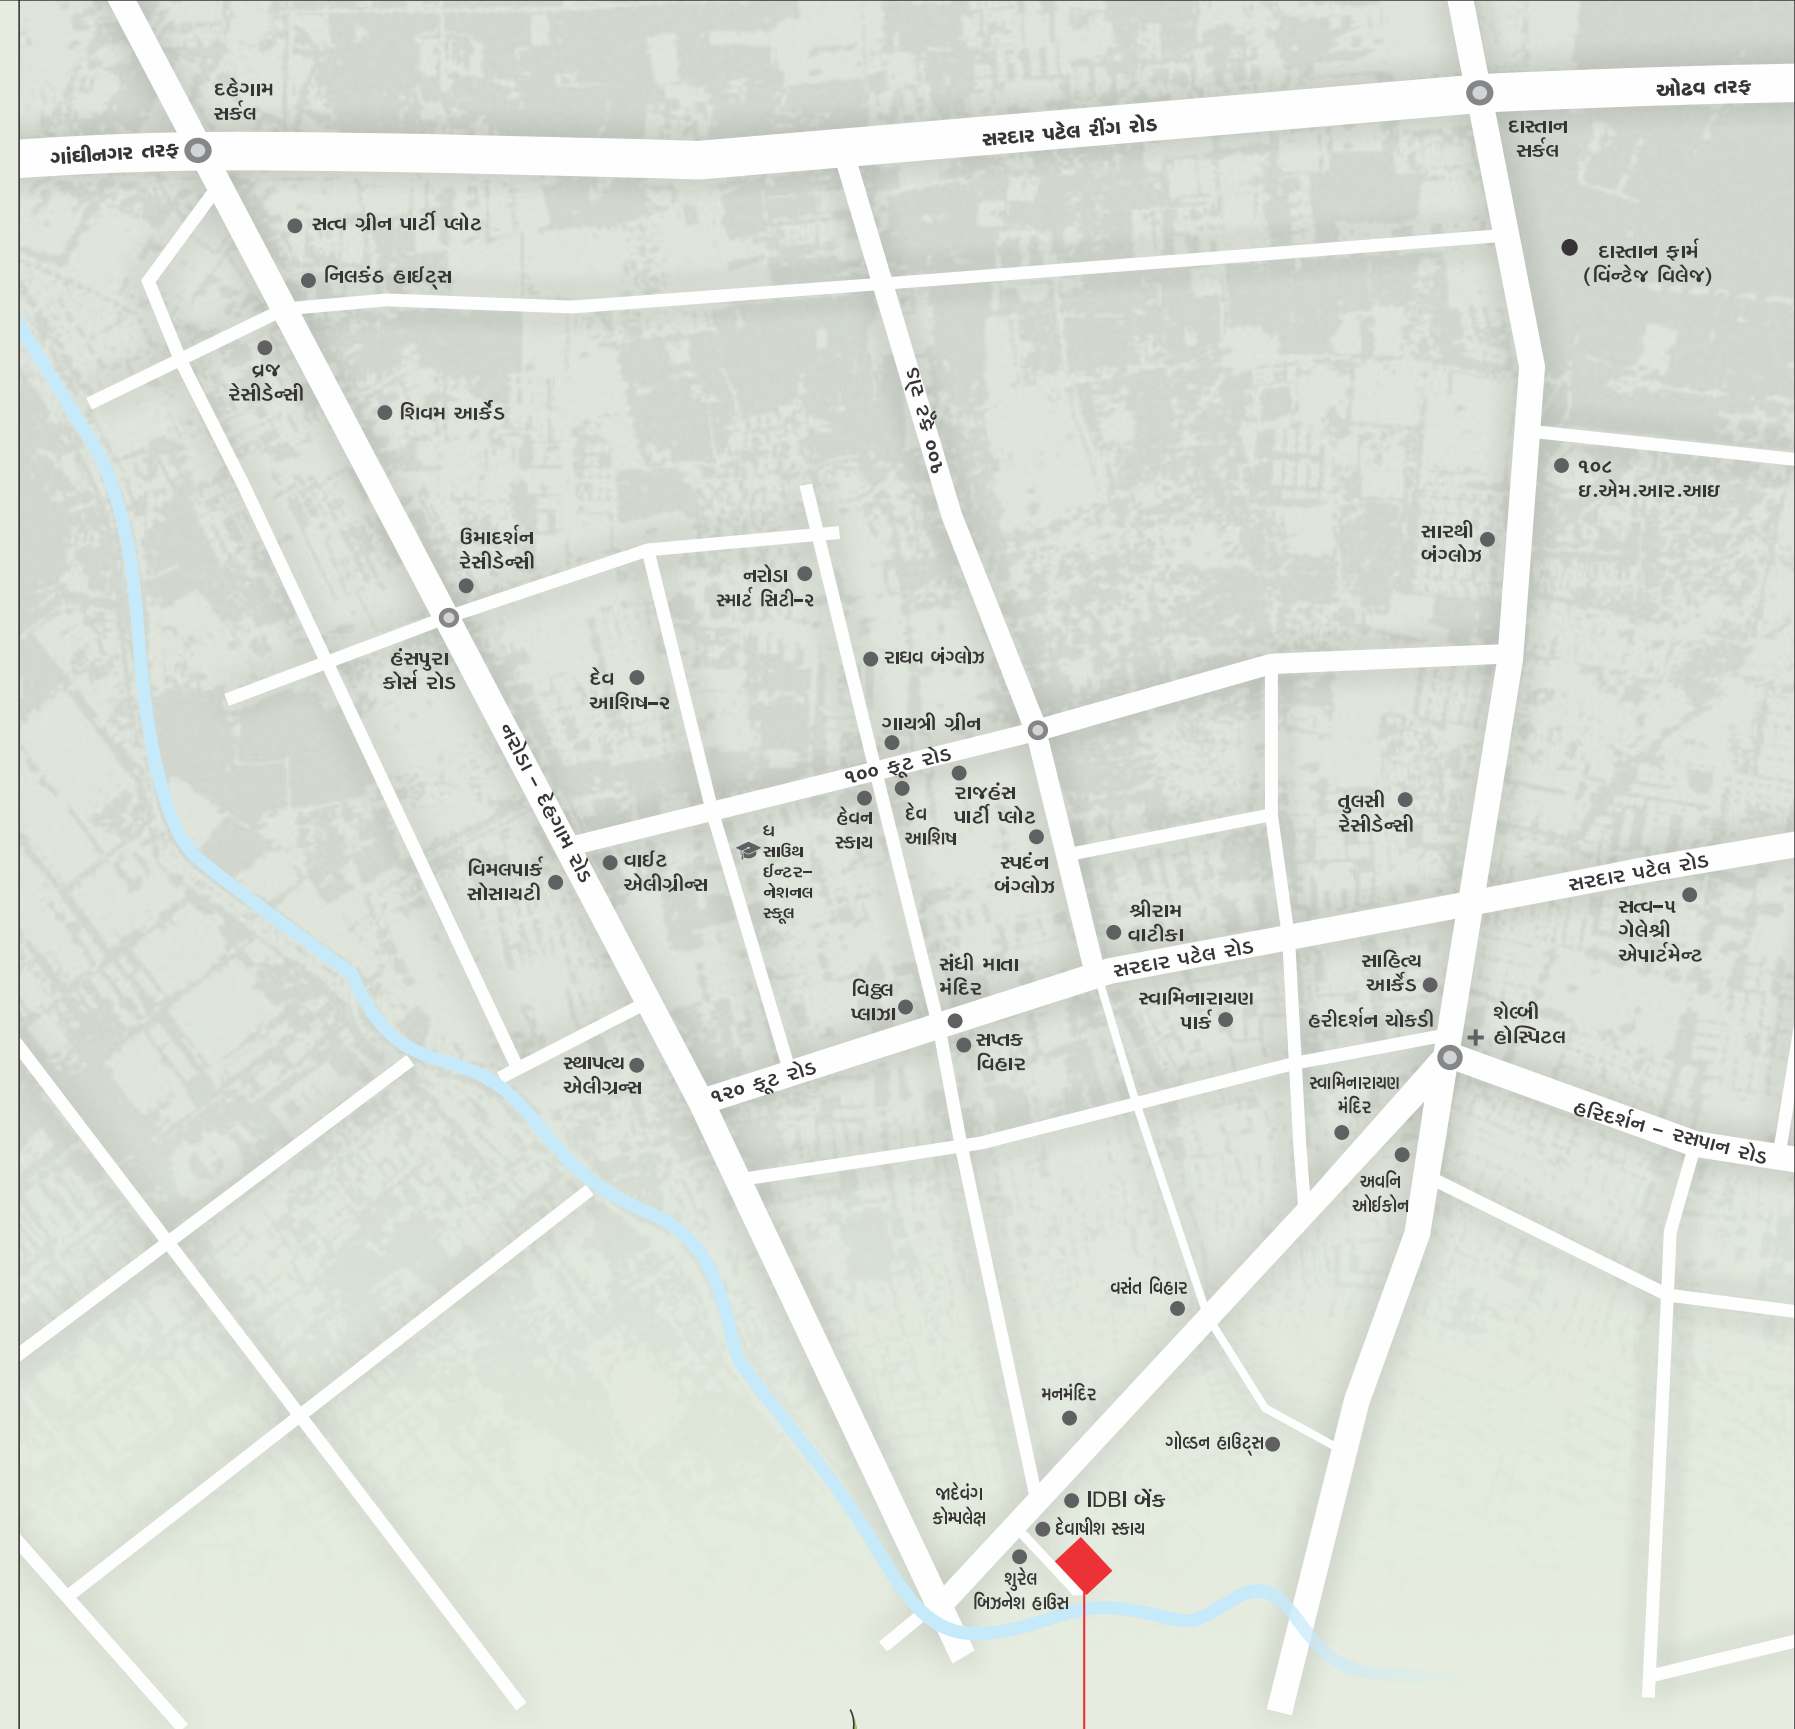 દહેગામ
સર્કલ
ઓઢવ તરફ
સરદાર પટેલ રીંગ રોડ
ગાંધીનગર તરફ
દાસ્તાન
સર્કલ
સત્વ ગ્રીન પાર્ટી પ્લોટ
નિલકંઠ હાઈટ્સ
દાસ્તાન ફાર્મ
(વિંન્ટેજ વિલેજ)
વ્રજ
રેસીડેન્સી
શિવમ આર્કેડ
૧૦૦ ફૂટ રોડ
૧૦૮
ઇ.એમ.આર.આઇ
સારથી
બંગ્લોઝ
ઉમાદર્શન
રેસીડેન્સી
નરોડા
સ્માર્ટ સિટી-૨
હંસપુરા
કોર્સ રોડ
દેવ
આશિષ-૨
રાઘવ બંગ્લોઝ
ગાયત્રી ગ્રીન
૧૦૦ ફૂટ રોડ
નરોડા - દેહગામ રોડ
રાજહંસ
પાર્ટી પ્લોટ
હેવન
સ્કાય
દેવ
આશિષ
તુલસી
રેસીડેન્સી
ધ
સાઉથ
ઈન્ટર-
નેશનલ
સ્કૂલ
સ્પદંન
બંગ્લોઝ
વિમલપાર્ક
સોસાયટી
વાઈટ
એલીગ્રીન્સ
સરદાર પટેલ રોડ
સત્વ-૫
ગેલેશ્રી
એપાર્ટમેન્ટ
શ્રીરામ
વાટીકા
સરદાર પટેલ રોડ
સંધી માતા
મંદિર
વિઠ્ઠલ
પ્લાઝા
સાહિત્ય
આર્કેડ
સ્વામિનારાયણ
પાર્ક
હરીદર્શન ચોકડી
શેલ્બી
હોસ્પિટલ
સપ્તક
વિહાર
સ્થાપત્ય
એલીગ્રન્સ
૧૨૦ ફૂટ રોડ
સ્વામિનારાયણ
મંદિર
હરિદર્શન - રસપાન રોડ
અવનિ
ઓઈકોન
વસંત વિહાર
મનમંદિર
ગોલ્ડન હાઉટ્સ
જાદેવંગ
કોમ્પલેક્ષ
IDBI બેંક
દેવાષીશ સ્કાય
શુરેલ
બિઝનેશ હાઉસ